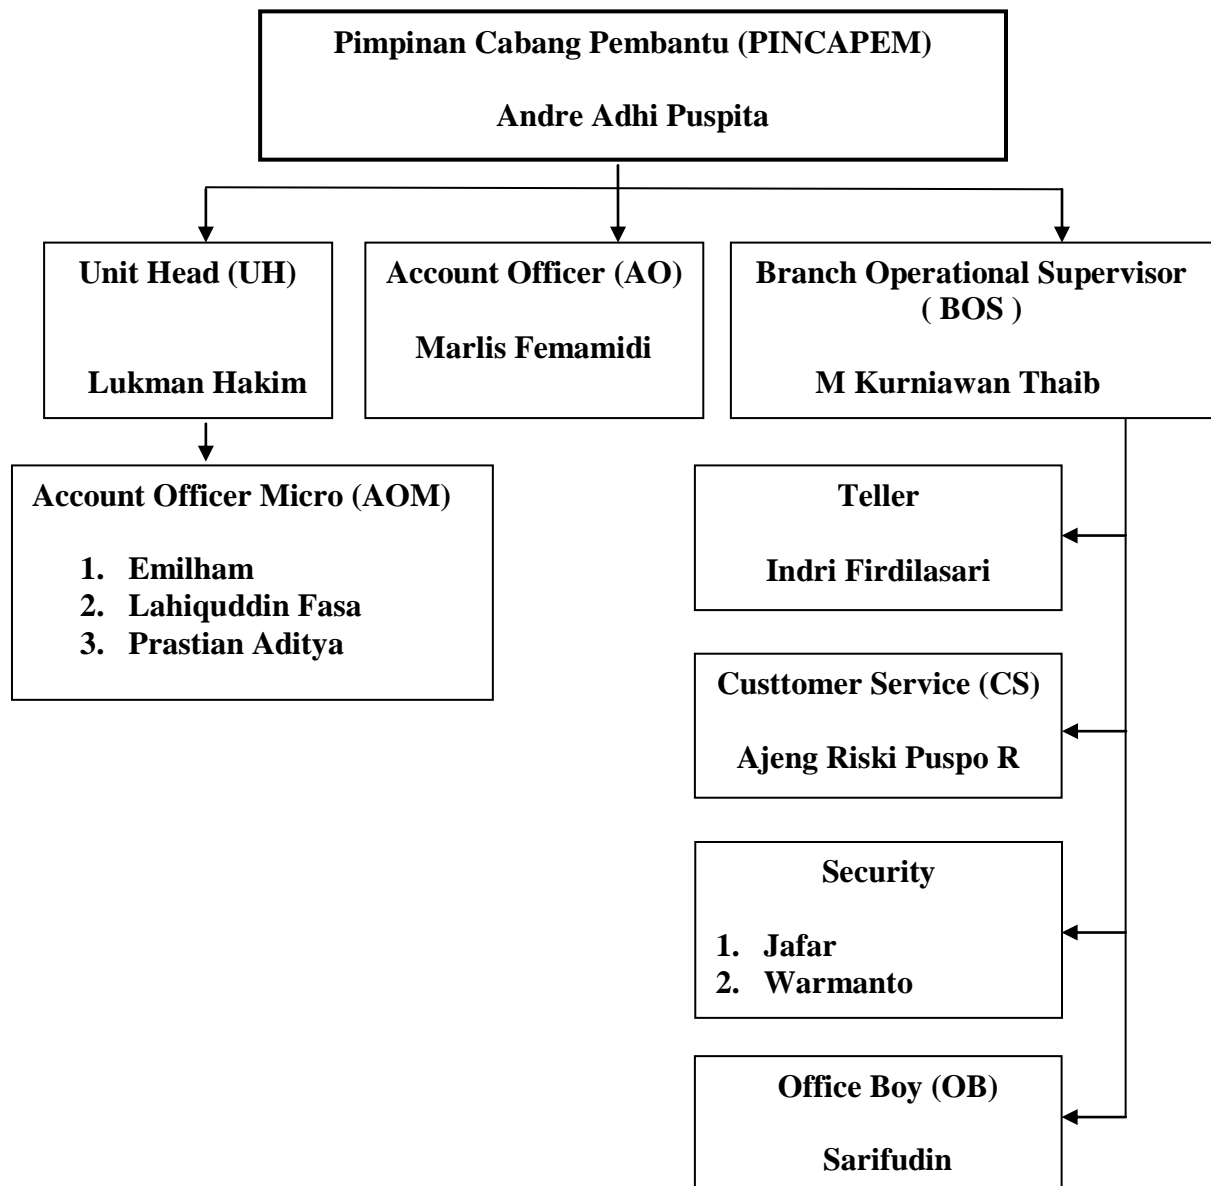 Pimpinan Cabang Pembantu (PINCAPEM)
Andre Adhi Puspita
Unit Head (UH)
Lukman Hakim
Account Officer (AO)
Marlis Femamidi
Branch Operational Supervisor
( BOS )
M Kurniawan Thaib
Account Officer Micro (AOM)
1. Emilham
2. Lahiquddin Fasa
3. Prastian Aditya
Teller
Indri Firdilasari
Custtomer Service (CS)
Ajeng Riski Puspo R
Security
1. Jafar
2. Warmanto
Office Boy (OB)
Sarifudin